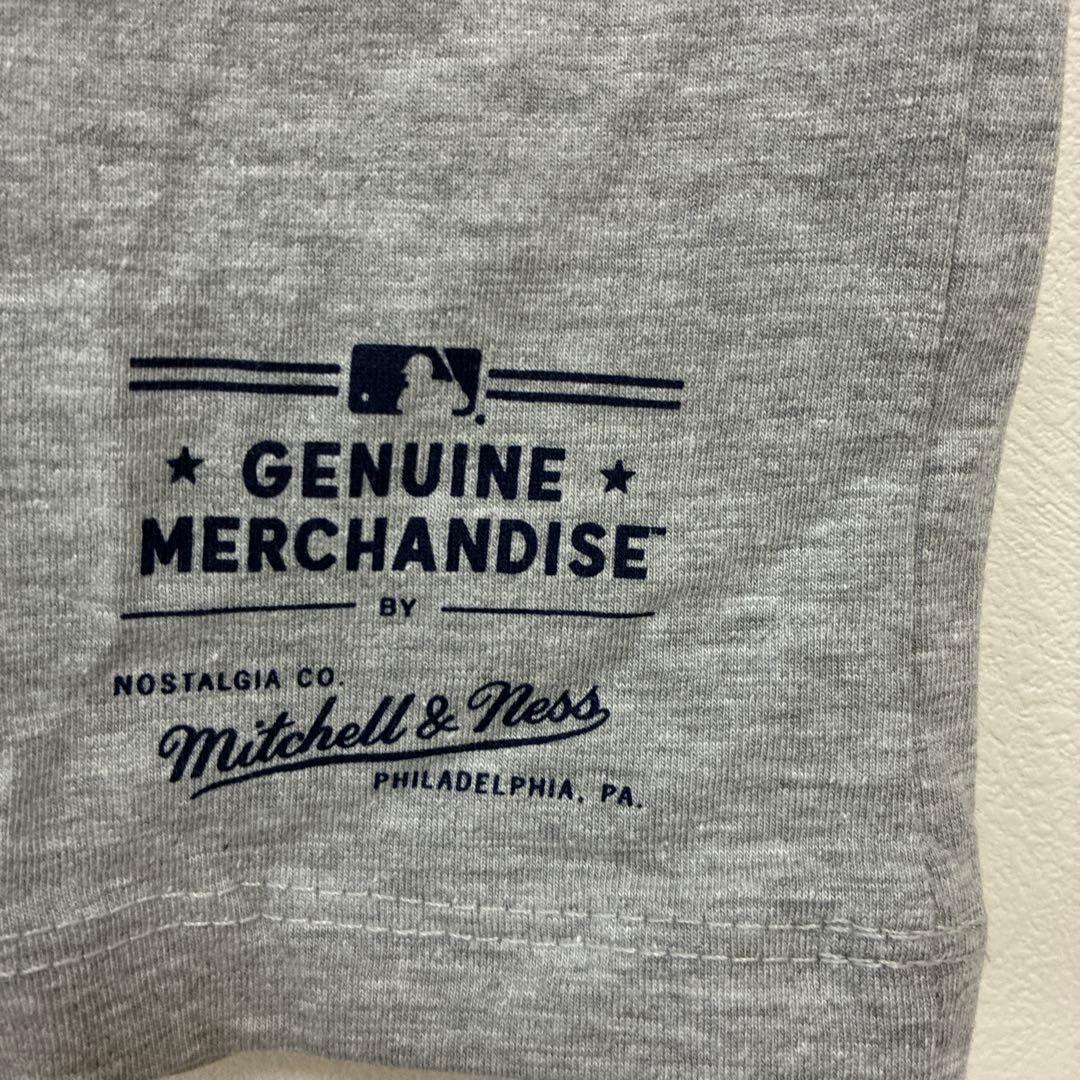 ★ GENUINE ★
MERCHANDISE™
BY
NOSTALGIA CO.
Mitchell & Ness
PHILADELPHIA, PA.